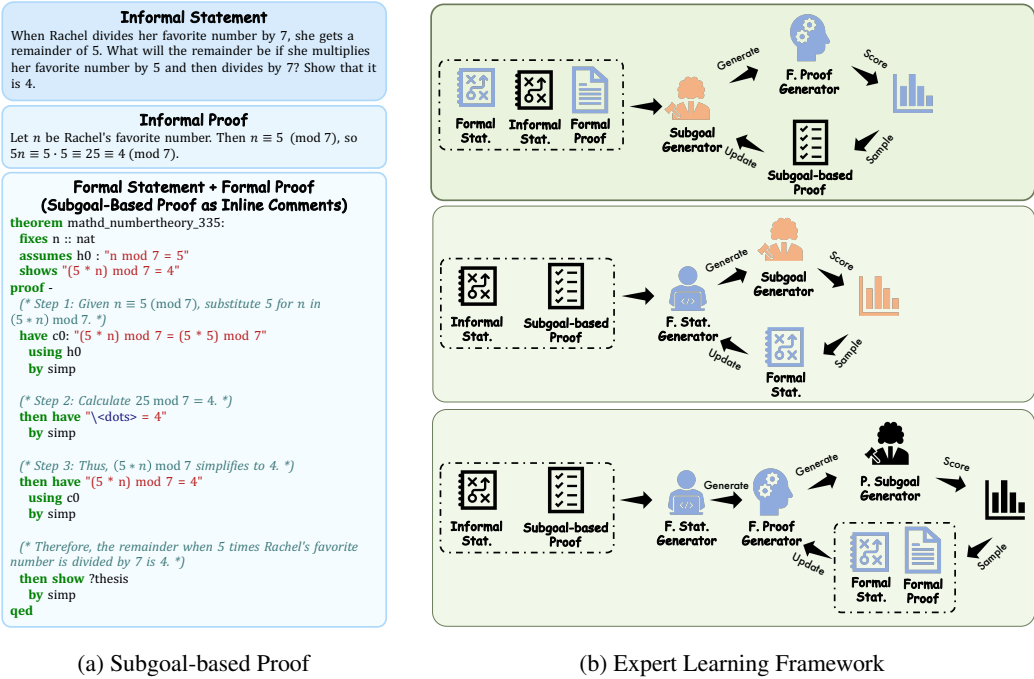 Informal Statement
When Rachel divides her favorite number by 7, she gets a
remainder of 5. What will the remainder be if she multiplies
her favorite number by 5 and then divides by 7? Show that it
is 4.
Informal Proof
Let n be Rachel's favorite number. Then n ≡ 5 (mod 7), so
5n ≡ 5 · 5 ≡ 25 ≡ 4 (mod 7).
Formal Statement + Formal Proof
(Subgoal-Based Proof as Inline Comments)
theorem mathd_numbertheory_335:
fixes n :: nat
assumes h0 : "n mod 7 = 5"
shows "(5 * n) mod 7 = 4"
proof -
(* Step 1: Given n ≡ 5 (mod 7), substitute 5 for n in
(5 * n) mod 7. *)
have c0: "(5 * n) mod 7 = (5 * 5) mod 7"
using h0
by simp
(* Step 2: Calculate 25 mod 7 = 4. *)
then have "\<dots> = 4"
by simp
(* Step 3: Thus, (5 * n) mod 7 simplifies to 4. *)
then have "(5 * n) mod 7 = 4"
using c0
by simp
(* Therefore, the remainder when 5 times Rachel's favorite
number is divided by 7 is 4. *)
then show ?thesis
by simp
qed
(a) Subgoal-based Proof
Formal
Stat.
Informal
Stat.
Formal
Proof
Subgoal
Generator
Generate
F. Proof
Generator
Score
Sample
Subgoal-based
Proof
Update
Informal
Stat.
Subgoal-based
Proof
F. Stat.
Generator
Generate
Subgoal
Generator
Score
Sample
Formal
Stat.
Update
Informal
Stat.
Subgoal-based
Proof
F. Stat.
Generator
Generate
F. Proof
Generator
Generate
P. Subgoal
Generator
Score
Sample
Formal
Stat.
Formal
Proof
Update
(b) Expert Learning Framework